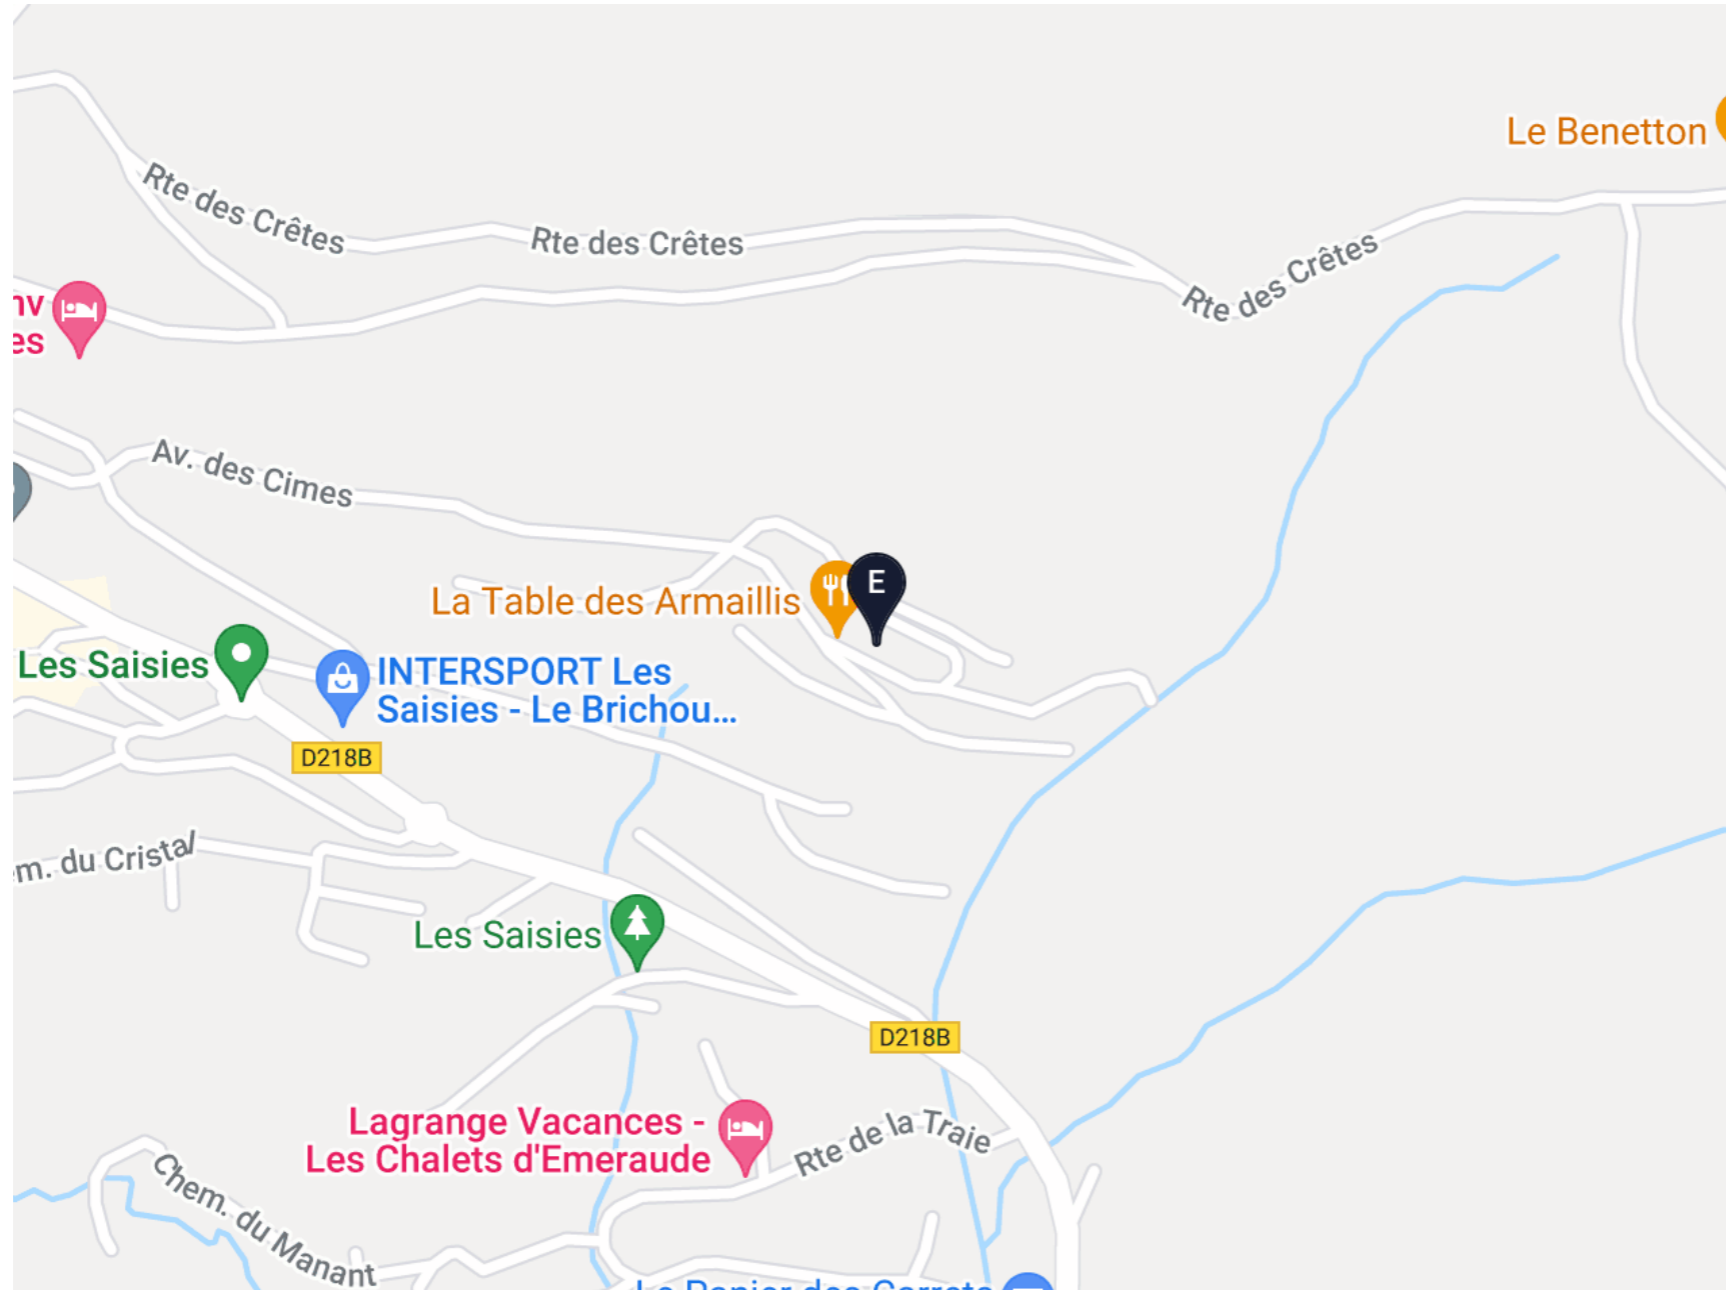 Le Benetton
Rte des Crêtes
Rte des Crêtes
Rte des Crêtes
Av. des Cimes
E
La Table des Armaillis
Les Saisies
INTERSPORT Les
Saisies - Le Brichou...
D218B
m. du Cristal
Les Saisies
D218B
Lagrange Vacances -
Les Chalets d'Emeraude
Rte de la Traie
Chem. du Manant